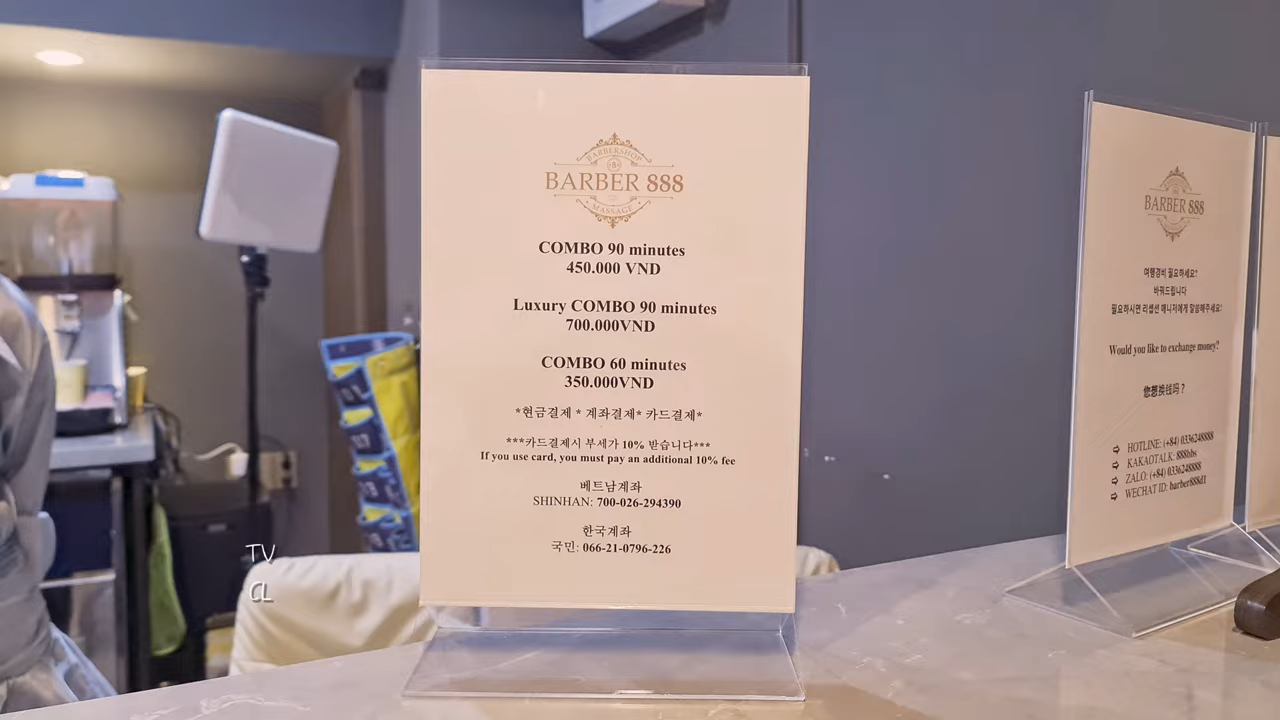 BARBERSHOP
BARBER 888
MASSAGE
COMBO 90 minutes
450.000 VND
Luxury COMBO 90 minutes
700.000VND
COMBO 60 minutes
350.000VND
*현금결제 * 계좌결제* 카드결제*
***카드결제시 부세가 10% 받습니다***
If you use card, you must pay an additional 10% fee
베트남계좌
SHINHAN: 700-026-294390
한국계좌
국민: 066-21-0796-226
BARBER 888
여행경비 필요하세요?
바꿔드립니다
필요하시면 리셉션 매니저에게 말씀해주세요!
Would you like to exchange money?
您想换钱吗？
⇨ HOTLINE: (+84) 0336248888
⇨ KAKAOTALK: 888hbs
⇨ ZALO: (+84) 0336248888
⇨ WECHAT ID: barber888d1
TV
CL